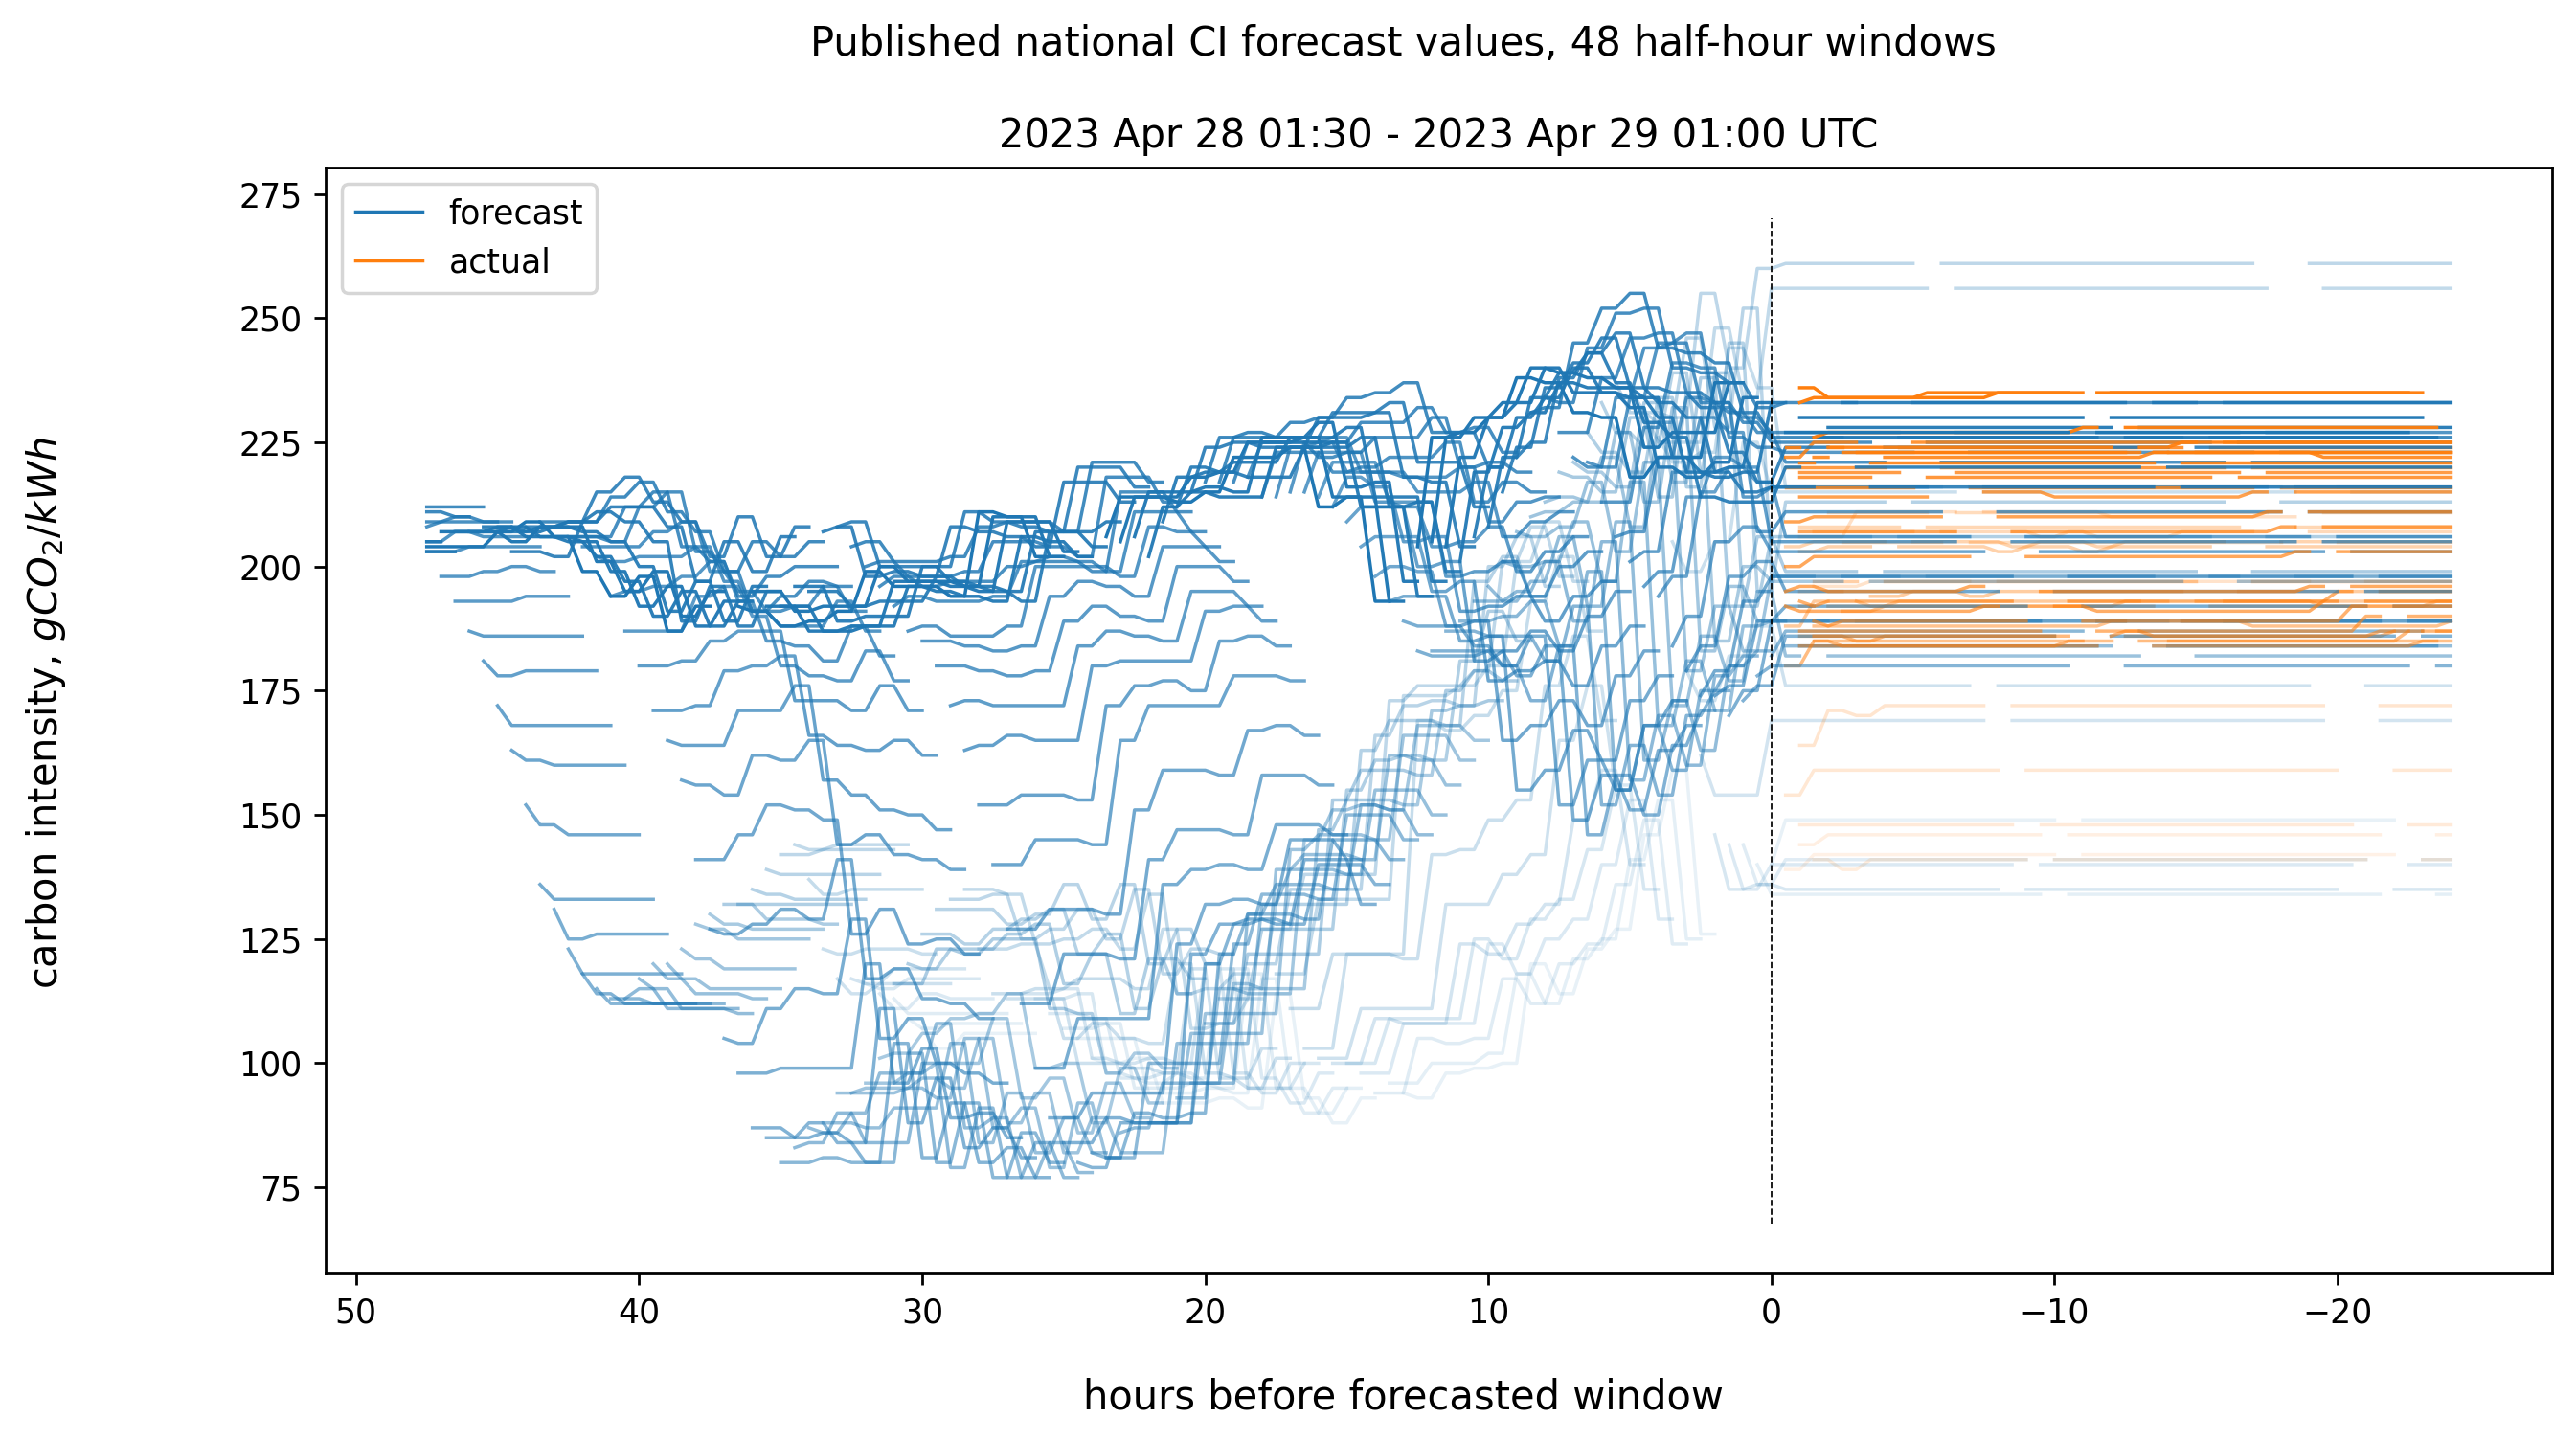 Published national CI forecast values, 48 half-hour windows
2023 Apr 28 01:30 - 2023 Apr 29 01:00 UTC
forecast
actual
275
250
225
200
175
150
125
100
75
carbon intensity, gCO₂/kWh
50 40 30 20 10 0 −10 −20
hours before forecasted window